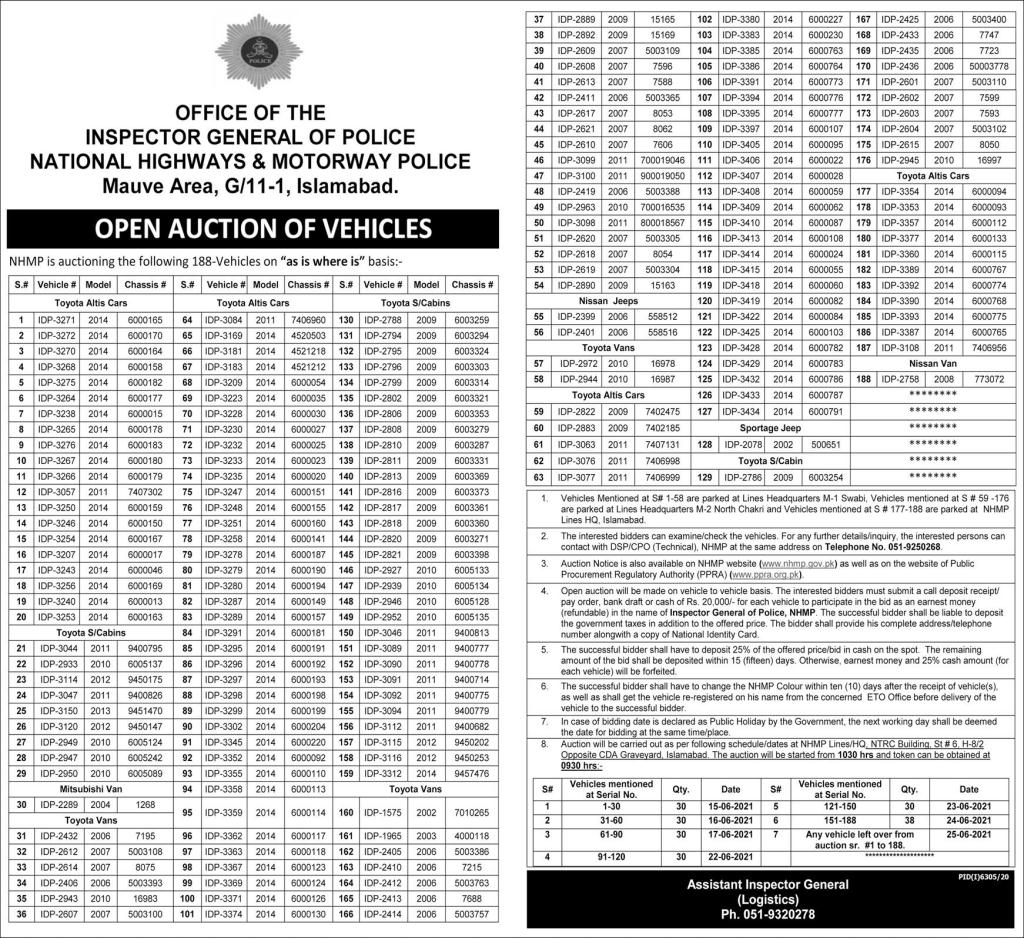 POLICE
OFFICE OF THE
INSPECTOR GENERAL OF POLICE
NATIONAL HIGHWAYS & MOTORWAY POLICE
Mauve Area, G/11-1, Islamabad.
OPEN AUCTION OF VEHICLES
NHMP is auctioning the following 188-Vehicles on “as is where is” basis:-
S.# Vehicle # Model Chassis # S.# Vehicle # Model Chassis # S.# Vehicle # Model Chassis #
Toyota Altis Cars Toyota Altis Cars Toyota S/Cabins
1 IDP-3271 2014 6000165 64 IDP-3084 2011 7406960 130 IDP-2788 2009 6003259
2 IDP-3272 2014 6000170 65 IDP-3169 2014 4520503 131 IDP-2794 2009 6003294
3 IDP-3270 2014 6000164 66 IDP-3181 2014 4521218 132 IDP-2795 2009 6003324
4 IDP-3268 2014 6000158 67 IDP-3183 2014 4521212 133 IDP-2796 2009 6003303
5 IDP-3275 2014 6000182 68 IDP-3209 2014 6000054 134 IDP-2799 2009 6003314
6 IDP-3264 2014 6000177 69 IDP-3223 2014 6000035 135 IDP-2802 2009 6003321
7 IDP-3238 2014 6000015 70 IDP-3228 2014 6000030 136 IDP-2806 2009 6003353
8 IDP-3265 2014 6000178 71 IDP-3230 2014 6000027 137 IDP-2808 2009 6003279
9 IDP-3276 2014 6000183 72 IDP-3232 2014 6000025 138 IDP-2810 2009 6003287
10 IDP-3267 2014 6000180 73 IDP-3233 2014 6000023 139 IDP-2811 2009 6003331
11 IDP-3266 2014 6000179 74 IDP-3235 2014 6000020 140 IDP-2813 2009 6003369
12 IDP-3057 2011 7407302 75 IDP-3247 2014 6000151 141 IDP-2816 2009 6003373
13 IDP-3250 2014 6000159 76 IDP-3248 2014 6000155 142 IDP-2817 2009 6003361
14 IDP-3246 2014 6000150 77 IDP-3251 2014 6000160 143 IDP-2818 2009 6003360
15 IDP-3254 2014 6000167 78 IDP-3258 2014 6000141 144 IDP-2820 2009 6003271
16 IDP-3207 2014 6000017 79 IDP-3278 2014 6000187 145 IDP-2821 2009 6003398
17 IDP-3243 2014 6000046 80 IDP-3279 2014 6000190 146 IDP-2927 2010 6005133
18 IDP-3256 2014 6000169 81 IDP-3280 2014 6000194 147 IDP-2939 2010 6005134
19 IDP-3240 2014 6000013 82 IDP-3287 2014 6000149 148 IDP-2946 2010 6005128
20 IDP-3253 2014 6000163 83 IDP-3289 2014 6000157 149 IDP-2952 2010 6005135
Toyota S/Cabins 84 IDP-3291 2014 6000181 150 IDP-3046 2011 9400813
21 IDP-3044 2011 9400795 85 IDP-3295 2014 6000191 151 IDP-3089 2011 9400777
22 IDP-2933 2010 6005137 86 IDP-3296 2014 6000192 152 IDP-3090 2011 9400778
23 IDP-3114 2012 9450175 87 IDP-3297 2014 6000193 153 IDP-3091 2011 9400714
24 IDP-3047 2011 9400826 88 IDP-3298 2014 6000198 154 IDP-3092 2011 9400775
25 IDP-3150 2013 9451470 89 IDP-3299 2014 6000199 155 IDP-3094 2011 9400779
26 IDP-3120 2012 9450147 90 IDP-3302 2014 6000204 156 IDP-3112 2011 9400682
27 IDP-2949 2010 6005124 91 IDP-3345 2014 6000220 157 IDP-3115 2012 9450202
28 IDP-2947 2010 6005242 92 IDP-3352 2014 6000092 158 IDP-3116 2012 9450253
29 IDP-2950 2010 6005089 93 IDP-3355 2014 6000110 159 IDP-3312 2014 9457476
Mitsubishi Van 94 IDP-3358 2014 6000113 Toyota Vans
30 IDP-2289 2004 1268 95 IDP-3359 2014 6000114 160 IDP-1575 2002 7010265
Toyota Vans
31 IDP-2432 2006 7195 96 IDP-3362 2014 6000117 161 IDP-1965 2003 4000118
32 IDP-2612 2007 5003108 97 IDP-3363 2014 6000118 162 IDP-2405 2006 5003386
33 IDP-2614 2007 8075 98 IDP-3367 2014 6000123 163 IDP-2410 2006 7215
34 IDP-2406 2006 5003393 99 IDP-3369 2014 6000124 164 IDP-2412 2006 5003763
35 IDP-2943 2010 16983 100 IDP-3371 2014 6000126 165 IDP-2413 2006 7688
36 IDP-2607 2007 5003100 101 IDP-3374 2014 6000130 166 IDP-2414 2006 5003757
37 IDP-2889 2009 15165 102 IDP-3380 2014 6000227 167 IDP-2425 2006 5003400
38 IDP-2892 2009 15169 103 IDP-3383 2014 6000230 168 IDP-2433 2006 7747
39 IDP-2609 2007 5003109 104 IDP-3385 2014 6000763 169 IDP-2435 2006 7723
40 IDP-2608 2007 7596 105 IDP-3386 2014 6000764 170 IDP-2436 2006 50003778
41 IDP-2613 2007 7588 106 IDP-3391 2014 6000773 171 IDP-2601 2007 5003110
42 IDP-2411 2006 5003365 107 IDP-3394 2014 6000776 172 IDP-2602 2007 7599
43 IDP-2617 2007 8053 108 IDP-3395 2014 6000777 173 IDP-2603 2007 7593
44 IDP-2621 2007 8062 109 IDP-3397 2014 6000107 174 IDP-2604 2007 5003102
45 IDP-2610 2007 7606 110 IDP-3405 2014 6000095 175 IDP-2615 2007 8050
46 IDP-3099 2011 700019046 111 IDP-3406 2014 6000022 176 IDP-2945 2010 16997
47 IDP-3100 2011 900019050 112 IDP-3407 2014 6000028 Toyota Altis Cars
48 IDP-2419 2006 5003388 113 IDP-3408 2014 6000059 177 IDP-3354 2014 6000094
49 IDP-2963 2010 700016535 114 IDP-3409 2014 6000062 178 IDP-3353 2014 6000093
50 IDP-3098 2011 800018567 115 IDP-3410 2014 6000087 179 IDP-3357 2014 6000112
51 IDP-2620 2007 5003305 116 IDP-3413 2014 6000108 180 IDP-3377 2014 6000133
52 IDP-2618 2007 8054 117 IDP-3414 2014 6000024 181 IDP-3360 2014 6000115
53 IDP-2619 2007 5003304 118 IDP-3415 2014 6000055 182 IDP-3389 2014 6000767
54 IDP-2890 2009 15163 119 IDP-3418 2014 6000060 183 IDP-3392 2014 6000774
Nissan Jeeps 120 IDP-3419 2014 6000082 184 IDP-3390 2014 6000768
55 IDP-2399 2006 558512 121 IDP-3422 2014 6000084 185 IDP-3393 2014 6000775
56 IDP-2401 2006 558516 122 IDP-3425 2014 6000103 186 IDP-3387 2014 6000765
Toyota Vans 123 IDP-3428 2014 6000782 187 IDP-3108 2011 7406956
57 IDP-2972 2010 16978 124 IDP-3429 2014 6000783 Nissan Van
58 IDP-2944 2010 16987 125 IDP-3432 2014 6000786 188 IDP-2758 2008 773072
Toyota Altis Cars 126 IDP-3433 2014 6000787 ********
59 IDP-2822 2009 7402475 127 IDP-3434 2014 6000791 ********
60 IDP-2883 2009 7402185 Sportage Jeep ********
61 IDP-3063 2011 7407131 128 IDP-2078 2002 500651 ********
62 IDP-3076 2011 7406998 Toyota S/Cabin ********
63 IDP-3077 2011 7406999 129 IDP-2786 2009 6003254 ********
1. Vehicles Mentioned at S# 1-58 are parked at Lines Headquarters M-1 Swabi, Vehicles mentioned at S # 59 -176
are parked at Lines Headquarters M-2 North Chakri and Vehicles mentioned at S # 177-188 are parked at NHMP
Lines HQ, Islamabad.
2. The interested bidders can examine/check the vehicles. For any further details/inquiry, the interested persons can
contact with DSP/CPO (Technical), NHMP at the same address on Telephone No. 051-9250268.
3. Auction Notice is also available on NHMP website (www.nhmp.gov.pk) as well as on the website of Public
Procurement Regulatory Authority (PPRA) (www.ppra.org.pk).
4. Open auction will be made on vehicle to vehicle basis. The interested bidders must submit a call deposit receipt/
pay order, bank draft or cash of Rs. 20,000/- for each vehicle to participate in the bid as an earnest money
(refundable) in the name of Inspector General of Police, NHMP. The successful bidder shall be liable to deposit
the government taxes in addition to the offered price. The bidder shall provide his complete address/telephone
number alongwith a copy of National Identity Card.
5. The successful bidder shall have to deposit 25% of the offered price/bid in cash on the spot. The remaining
amount of the bid shall be deposited within 15 (fifteen) days. Otherwise, earnest money and 25% cash amount (for
each vehicle) will be forfeited.
6. The successful bidder shall have to change the NHMP Colour within ten (10) days after the receipt of vehicle(s),
as well as shall get the vehicle re-registered on his name from the concerned ETO Office before delivery of
the vehicle to the successful bidder.
7. In case of bidding date is declared as Public Holiday by the Government, the next working day shall be deemed
the date for bidding at the same time/place.
8. Auction will be carried out as per following schedule/dates at NHMP Lines/HQ, NTRC Building, St # 6, H-8/2
Opposite CDA Graveyard, Islamabad. The auction will be started from 1030 hrs and token can be obtained at
0930 hrs:-
S# Vehicles mentioned at Serial No. Qty. Date S# Vehicles mentioned at Serial No. Qty. Date
1 1-30 30 15-06-2021 5 121-150 30 23-06-2021
2 31-60 30 16-06-2021 6 151-188 38 24-06-2021
3 61-90 30 17-06-2021 7 Any vehicle left over from auction sr. #1 to 188. 25-06-2021
4 91-120 30 22-06-2021 ********************
PID(I)6305/20
Assistant Inspector General
(Logistics)
Ph. 051-9320278